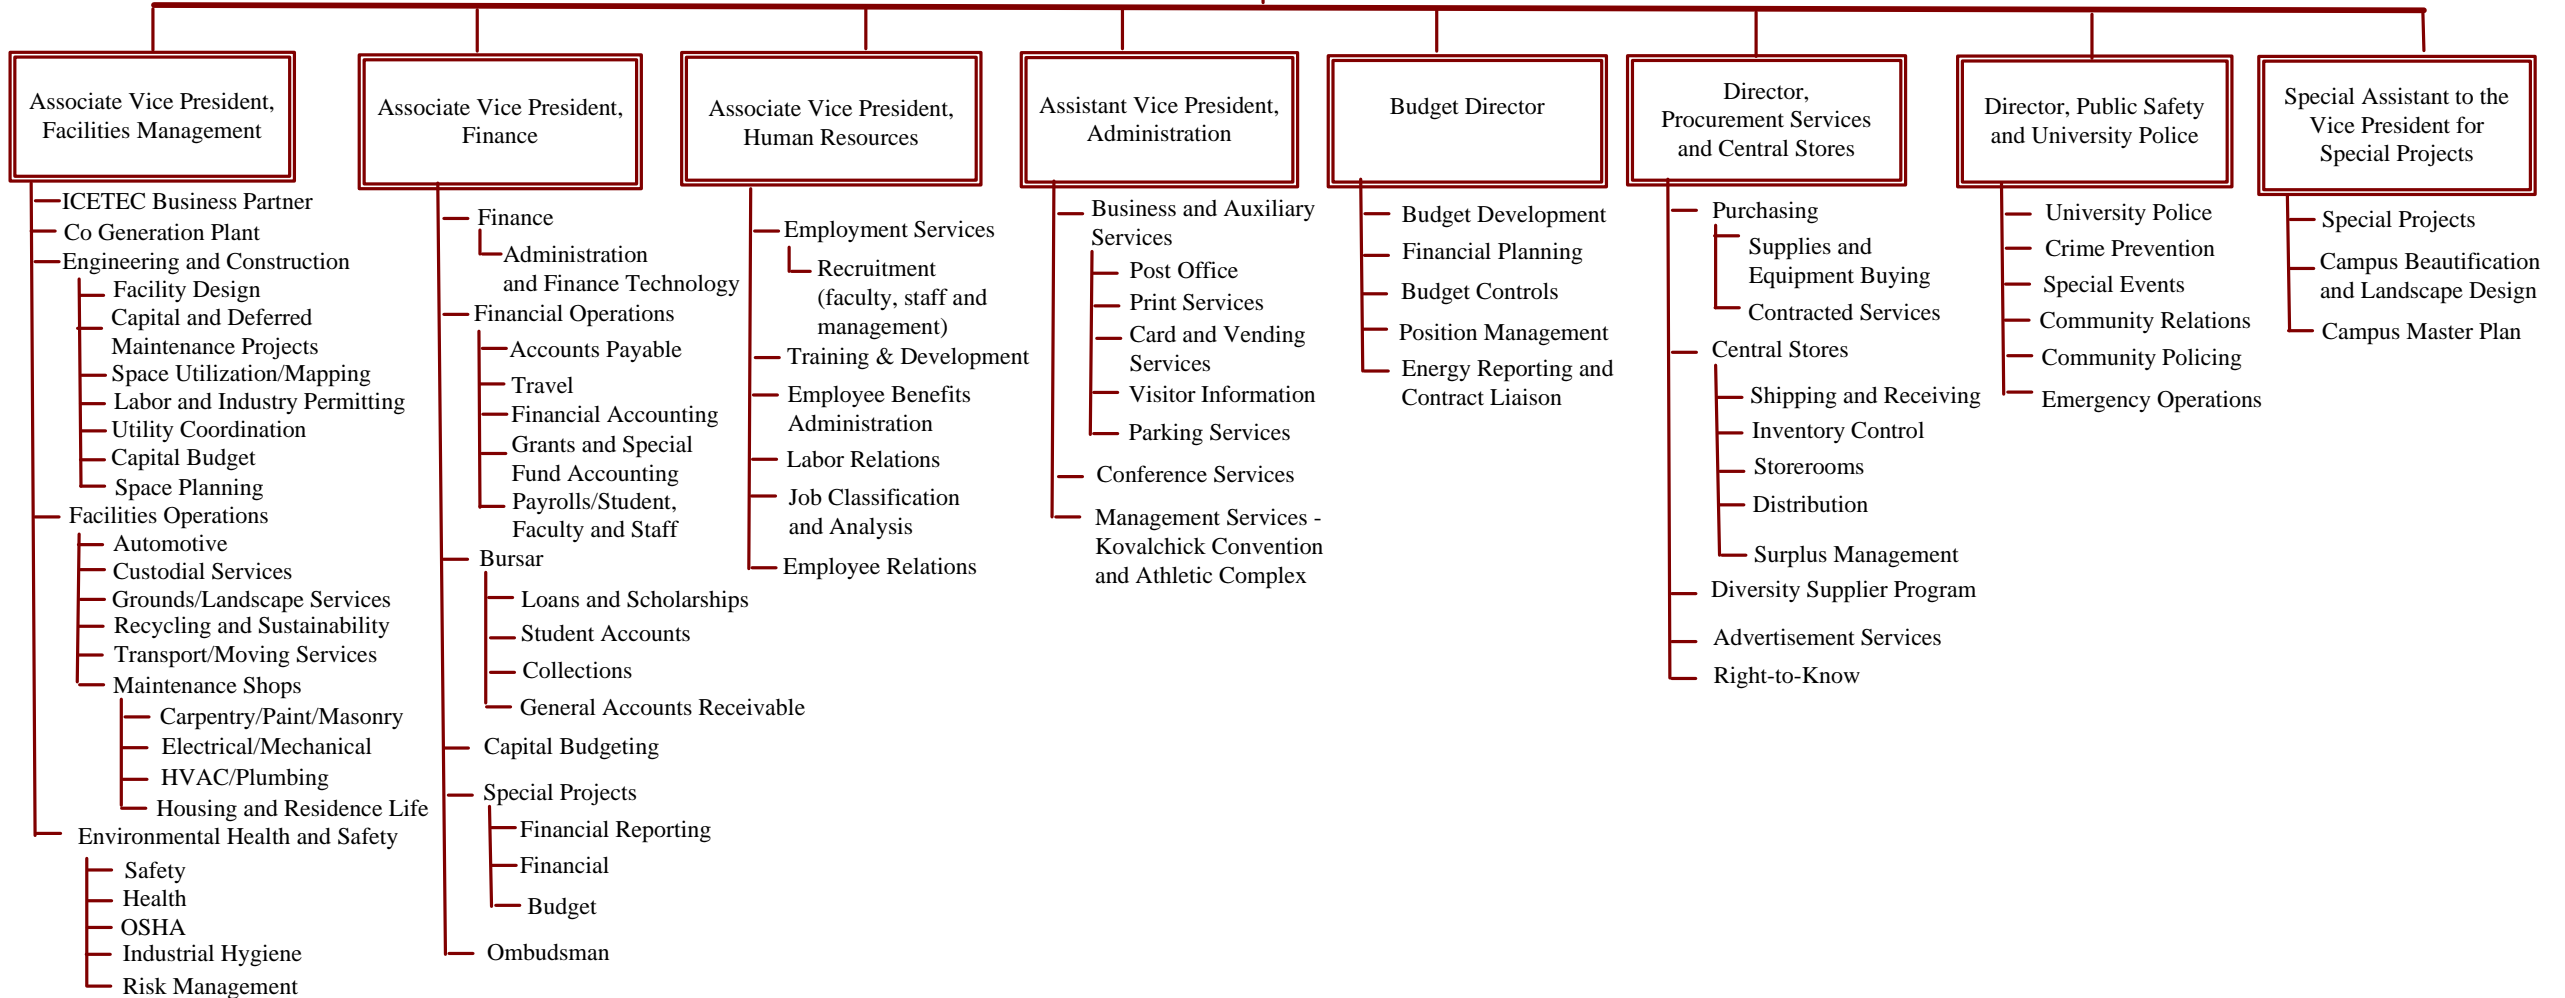 Associate Vice President,
Facilities Management
ICETEC Business Partner
Co Generation Plant
Engineering and Construction
Facility Design
Capital and Deferred
Maintenance Projects
Space Utilization/Mapping
Labor and Industry Permitting
Utility Coordination
Capital Budget
Space Planning
Facilities Operations
Automotive
Custodial Services
Grounds/Landscape Services
Recycling and Sustainability
Transport/Moving Services
Maintenance Shops
Carpentry/Paint/Masonry
Electrical/Mechanical
HVAC/Plumbing
Housing and Residence Life
Environmental Health and Safety
Safety
Health
OSHA
Industrial Hygiene
Risk Management
Associate Vice President,
Finance
Finance
Administration
and Finance Technology
Financial Operations
Accounts Payable
Travel
Financial Accounting
Grants and Special
Fund Accounting
Payrolls/Student,
Faculty and Staff
Bursar
Loans and Scholarships
Student Accounts
Collections
General Accounts Receivable
Capital Budgeting
Special Projects
Financial Reporting
Financial
Budget
Ombudsman
Associate Vice President,
Human Resources
Employment Services
Recruitment
(faculty, staff and
management)
Training & Development
Employee Benefits
Administration
Labor Relations
Job Classification
and Analysis
Employee Relations
Assistant Vice President,
Administration
Business and Auxiliary
Services
Post Office
Print Services
Card and Vending
Services
Visitor Information
Parking Services
Conference Services
Management Services -
Kovalchick Convention
and Athletic Complex
Budget Director
Budget Development
Financial Planning
Budget Controls
Position Management
Energy Reporting and
Contract Liaison
Director,
Procurement Services
and Central Stores
Purchasing
Supplies and
Equipment Buying
Contracted Services
Central Stores
Shipping and Receiving
Inventory Control
Storerooms
Distribution
Surplus Management
Diversity Supplier Program
Advertisement Services
Right-to-Know
Director, Public Safety
and University Police
University Police
Crime Prevention
Special Events
Community Relations
Community Policing
Emergency Operations
Special Assistant to the
Vice President for
Special Projects
Special Projects
Campus Beautification
and Landscape Design
Campus Master Plan